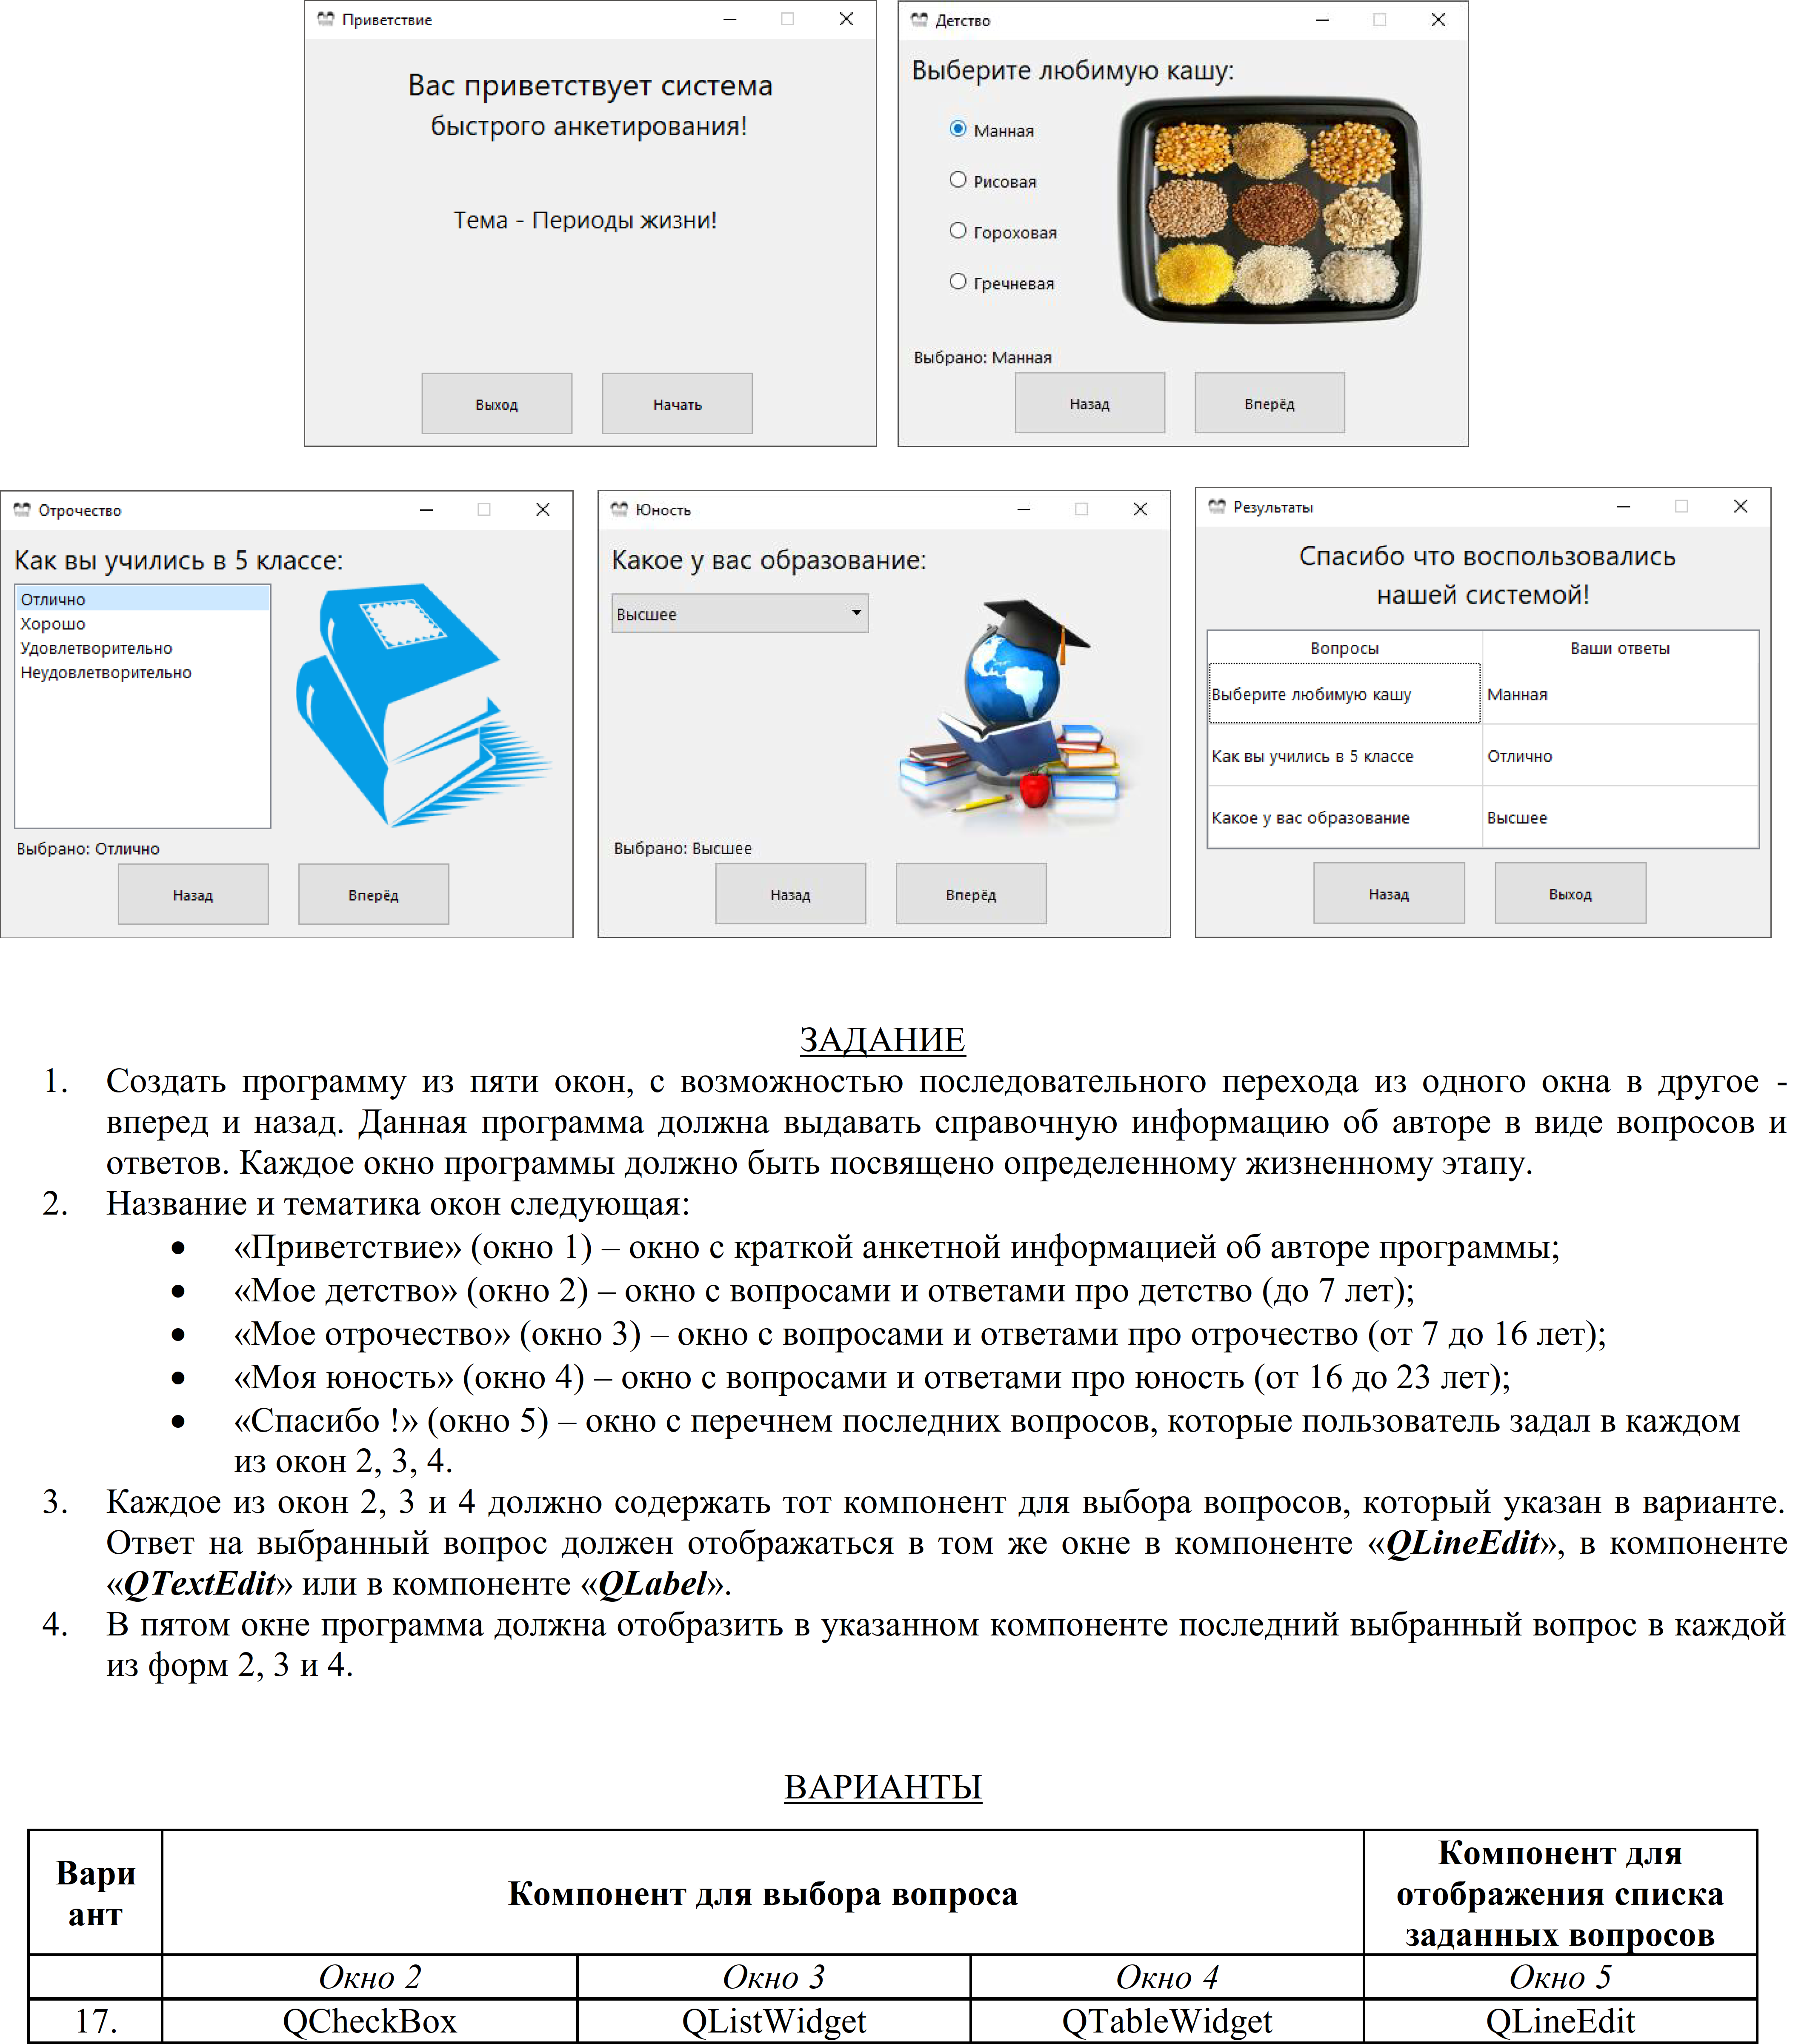 Приветствие
Вас приветствует система
быстрого анкетирования!
Тема - Периоды жизни!
Выход
Начать
Детство
Выберите любимую кашу:
Манная
Рисовая
Гороховая
Гречневая
Выбрано: Манная
Назад
Вперёд
Отрочество
Как вы учились в 5 классе:
Отлично
Хорошо
Удовлетворительно
Неудовлетворительно
Выбрано: Отлично
Назад
Вперёд
Юность
Какое у вас образование:
Высшее
Выбрано: Высшее
Назад
Вперёд
Результаты
Спасибо что воспользовались
нашей системой!
Вопросы Ваши ответы
Выберите любимую кашу Манная
Как вы учились в 5 классе Отлично
Какое у вас образование Высшее
Назад
Выход
ЗАДАНИЕ
1. Создать программу из пяти окон, с возможностью последовательного перехода из одного окна в другое -
вперед и назад. Данная программа должна выдавать справочную информацию об авторе в виде вопросов и
ответов. Каждое окно программы должно быть посвящено определенному жизненному этапу.
2. Название и тематика окон следующая:
• «Приветствие» (окно 1) – окно с краткой анкетной информацией об авторе программы;
• «Мое детство» (окно 2) – окно с вопросами и ответами про детство (до 7 лет);
• «Мое отрочество» (окно 3) – окно с вопросами и ответами про отрочество (от 7 до 16 лет);
• «Моя юность» (окно 4) – окно с вопросами и ответами про юность (от 16 до 23 лет);
• «Спасибо !» (окно 5) – окно с перечнем последних вопросов, которые пользователь задал в каждом
из окон 2, 3, 4.
3. Каждое из окон 2, 3 и 4 должно содержать тот компонент для выбора вопросов, который указан в варианте.
Ответ на выбранный вопрос должен отображаться в том же окне в компоненте «QLineEdit», в компоненте
«QTextEdit» или в компоненте «QLabel».
4. В пятом окне программа должна отобразить в указанном компоненте последний выбранный вопрос в каждой
из форм 2, 3 и 4.
ВАРИАНТЫ
Вари
ант
Компонент для выбора вопроса
Компонент для
отображения списка
заданных вопросов
Окно 2 Окно 3 Окно 4 Окно 5
17. QCheckBox QListWidget QTableWidget QLineEdit